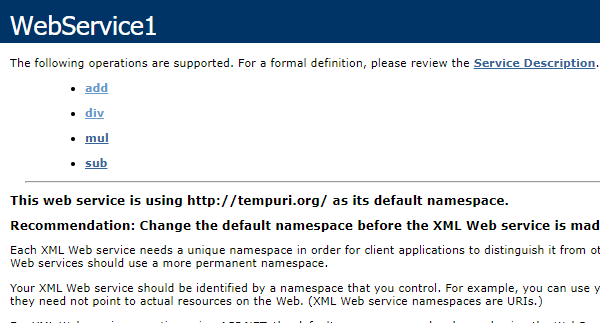 WebService1
The following operations are supported. For a formal definition, please review the Service Description.
add
div
mul
sub
This web service is using http://tempuri.org/ as its default namespace.
Recommendation: Change the default namespace before the XML Web service is mad
Each XML Web service needs a unique namespace in order for client applications to distinguish it from ot
Web services should use a more permanent namespace.
Your XML Web service should be identified by a namespace that you control. For example, you can use y
they need not point to actual resources on the Web. (XML Web service namespaces are URIs.)